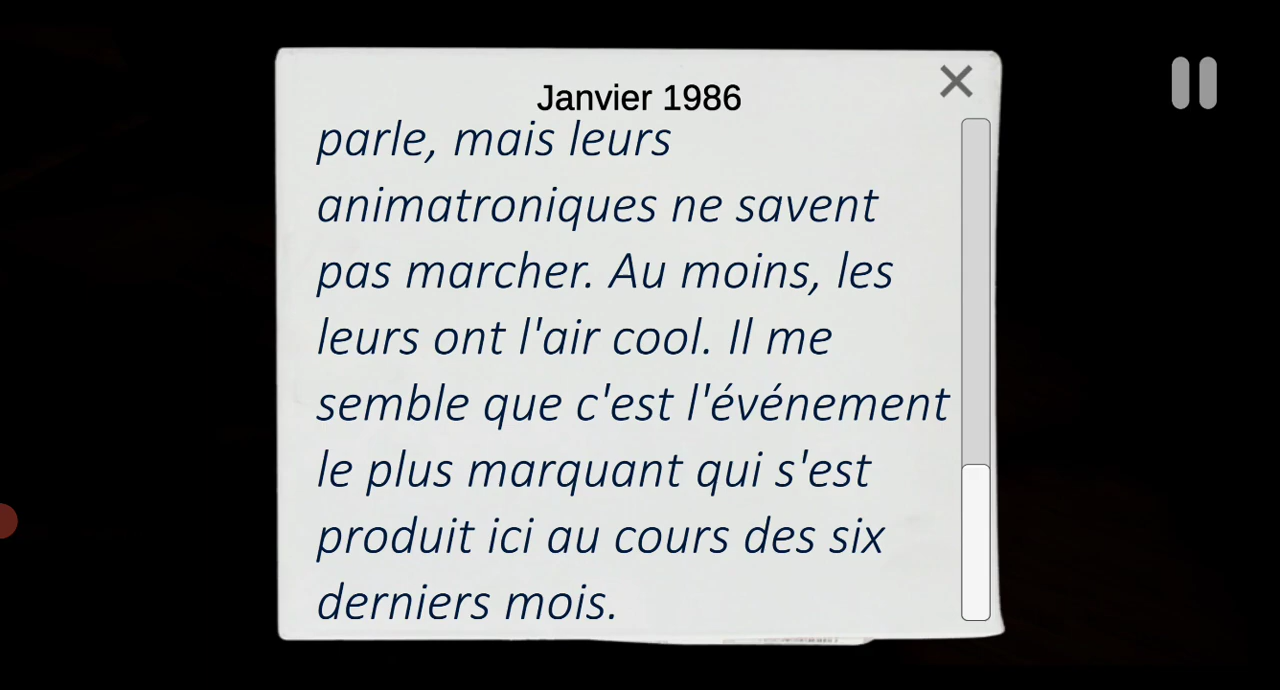 Janvier 1986
parle, mais leurs
animatroniques ne savent
pas marcher. Au moins, les
leurs ont l'air cool. Il me
semble que c'est l'événement
le plus marquant qui s'est
produit ici au cours des six
derniers mois.